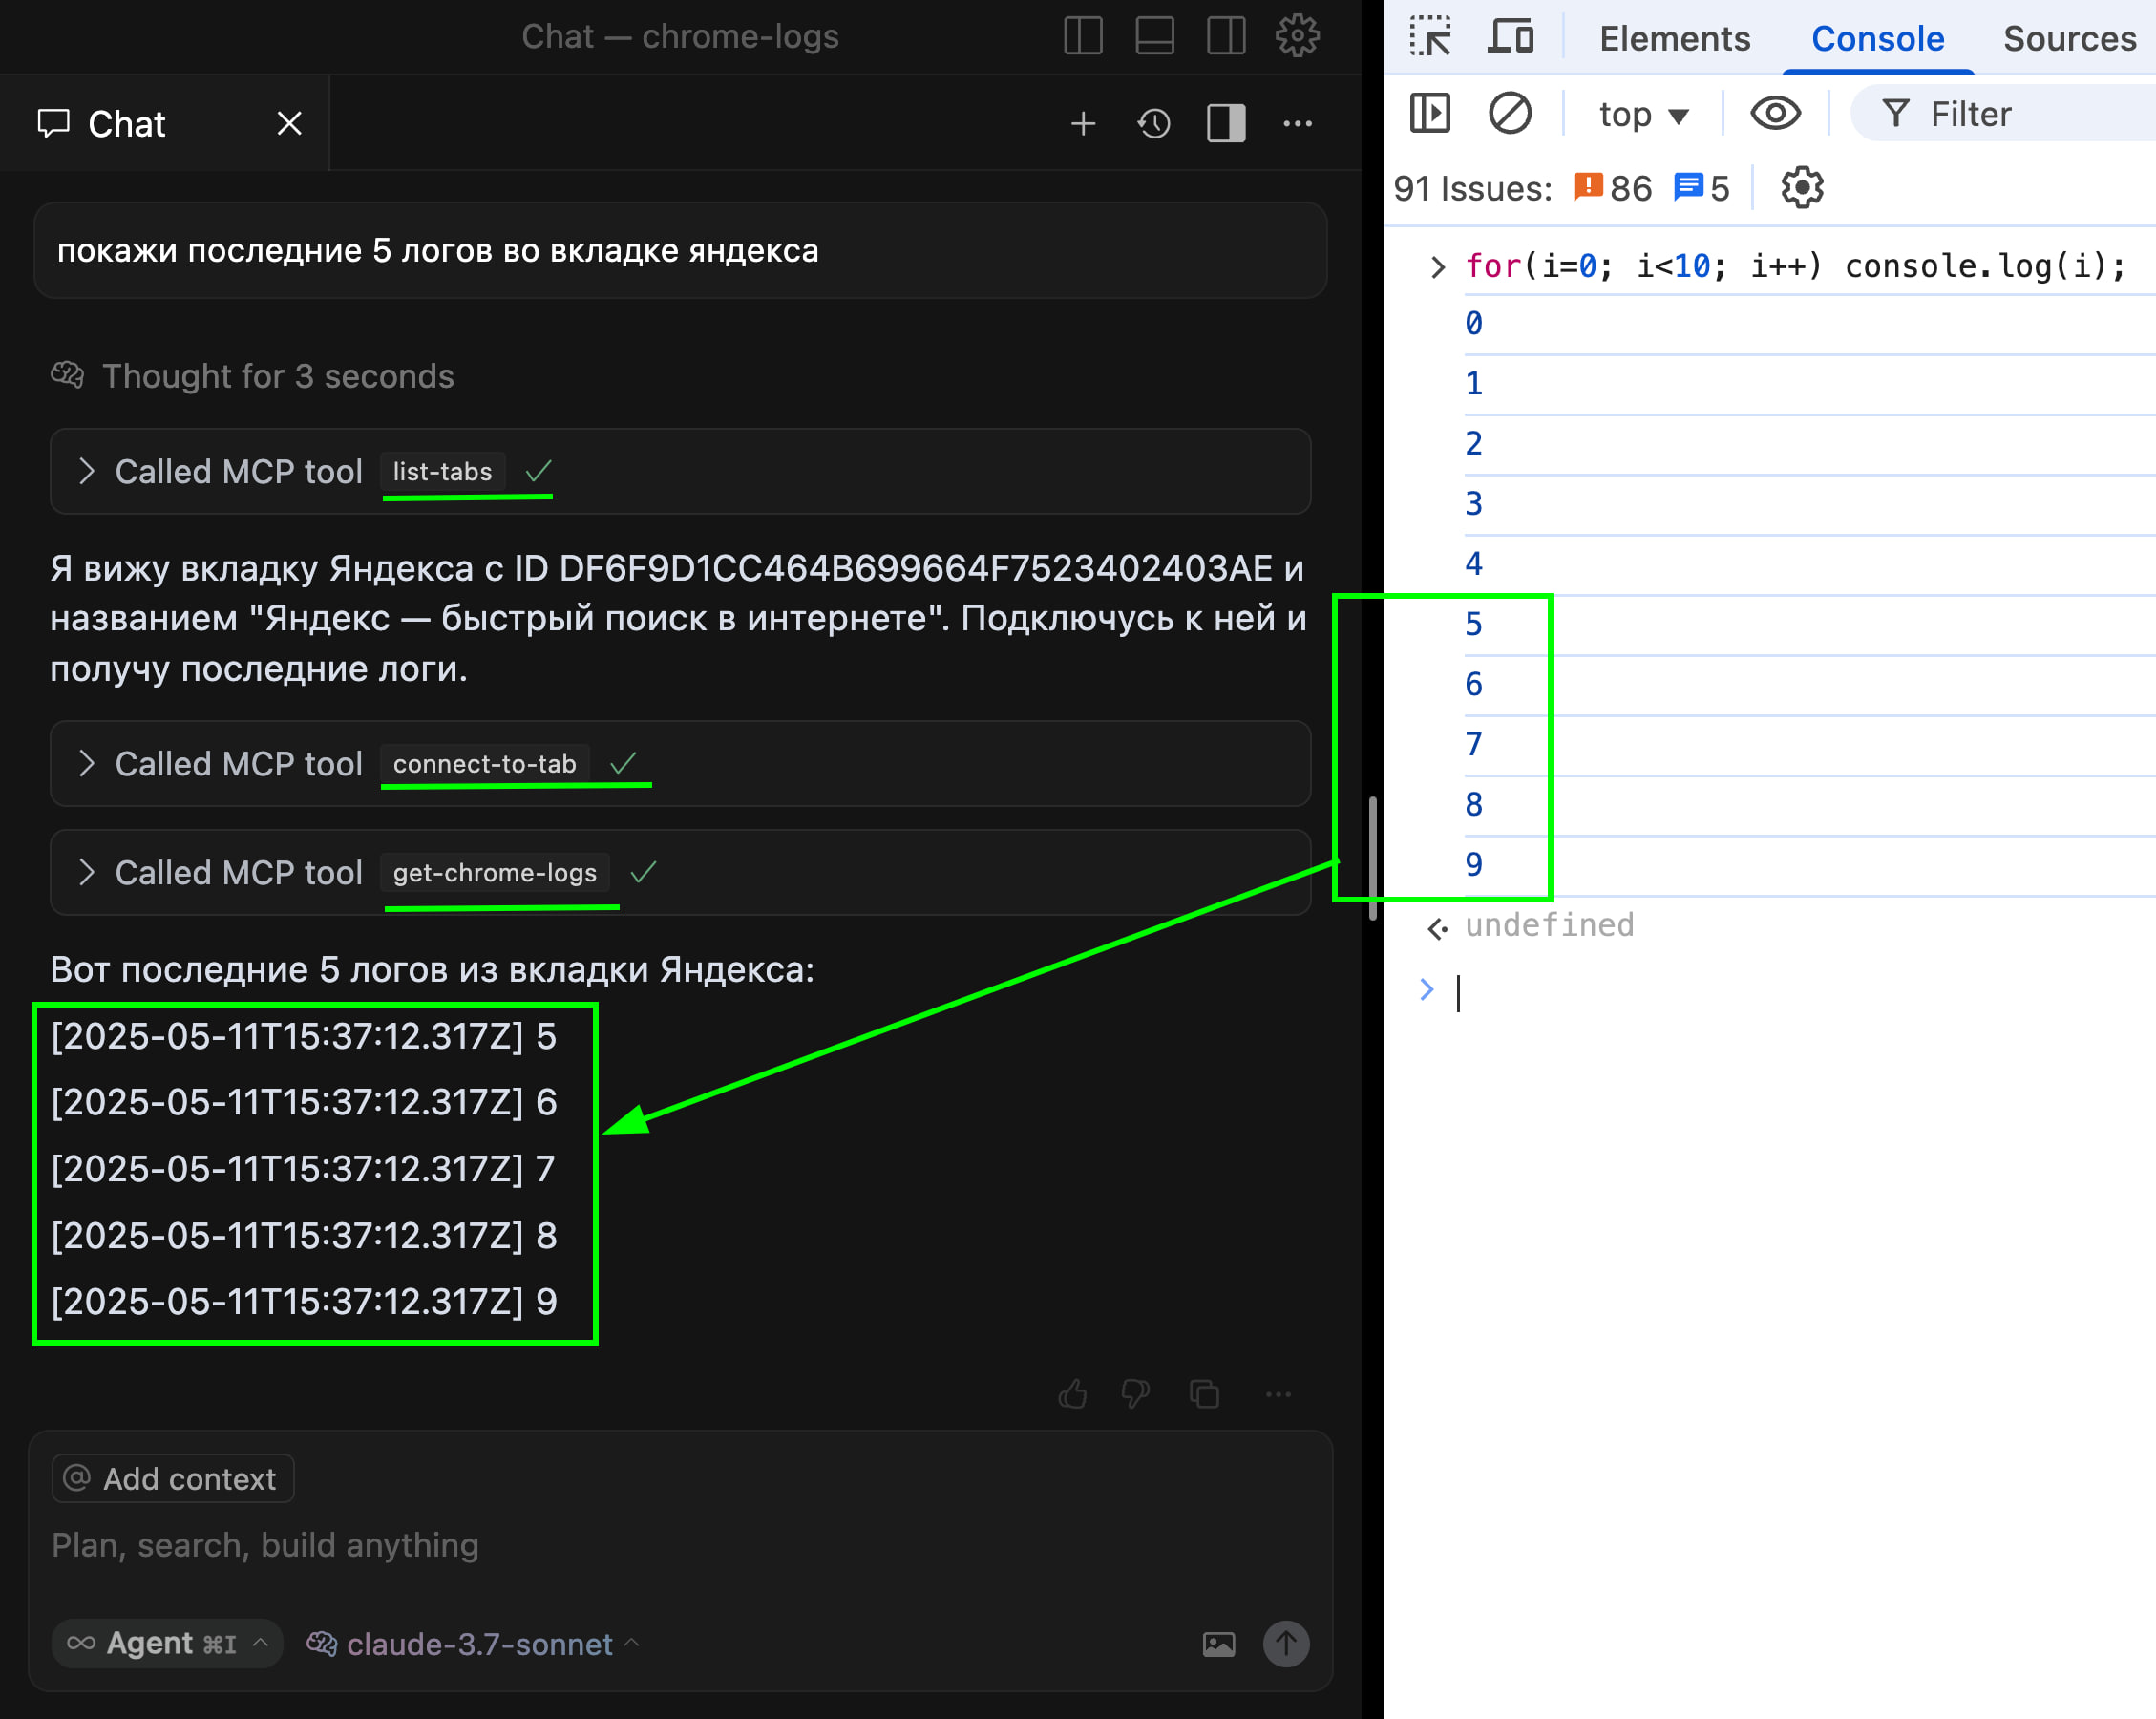 Chat — chrome-logs
Chat
покажи последние 5 логов во вкладке яндекса
Thought for 3 seconds
Called MCP tool list-tabs
Я вижу вкладку Яндекса с ID DF6F9D1CC464B699664F7523402403AE и
названием "Яндекс — быстрый поиск в интернете". Подключусь к ней и
получу последние логи.
Called MCP tool connect-to-tab
Called MCP tool get-chrome-logs
Вот последние 5 логов из вкладки Яндекса:
[2025-05-11T15:37:12.317Z] 5
[2025-05-11T15:37:12.317Z] 6
[2025-05-11T15:37:12.317Z] 7
[2025-05-11T15:37:12.317Z] 8
[2025-05-11T15:37:12.317Z] 9
@ Add context
Plan, search, build anything
∞ Agent ⌘I claude-3.7-sonnet
Elements Console Sources
top Filter
91 Issues: 86 5
for(i=0; i<10; i++) console.log(i);
0
1
2
3
4
5
6
7
8
9
undefined